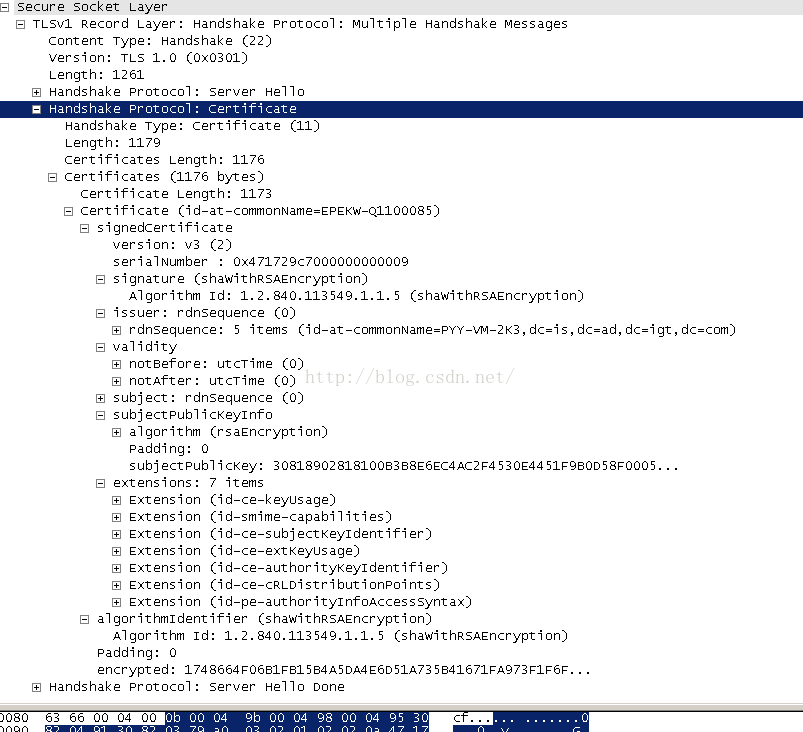 Secure Socket Layer
TLSv1 Record Layer: Handshake Protocol: Multiple Handshake Messages
Content Type: Handshake (22)
Version: TLS 1.0 (0x0301)
Length: 1261
Handshake Protocol: Server Hello
Handshake Protocol: Certificate
Handshake Type: Certificate (11)
Length: 1179
Certificates Length: 1176
Certificates (1176 bytes)
Certificate Length: 1173
Certificate (id-at-commonName=EPEKW-Q1100085)
signedCertificate
version: v3 (2)
serialNumber : 0x471729c7000000000009
signature (shaWithRSAEncryption)
Algorithm Id: 1.2.840.113549.1.1.5 (shaWithRSAEncryption)
issuer: rdnSequence (0)
rdnSequence: 5 items (id-at-commonName=PYY-VM-2K3,dc=is,dc=ad,dc=igt,dc=com)
validity
notBefore: utcTime (0)
notAfter: utcTime (0)
http://blog.csdn.net/
subject: rdnSequence (0)
subjectPublicKeyInfo
algorithm (rsaEncryption)
Padding: 0
subjectPublicKey: 30818902818100B3B8E6EC4AC2F4530E4451F9B0D58F0005...
extensions: 7 items
Extension (id-ce-keyUsage)
Extension (id-smime-capabilities)
Extension (id-ce-subjectKeyIdentifier)
Extension (id-ce-extKeyUsage)
Extension (id-ce-authorityKeyIdentifier)
Extension (id-ce-cRLDistributionPoints)
Extension (id-pe-authorityInfoAccessSyntax)
algorithmIdentifier (shaWithRSAEncryption)
Algorithm Id: 1.2.840.113549.1.1.5 (shaWithRSAEncryption)
Padding: 0
encrypted: 1748664F06B1FB15B4A5DA4E6D51A735B41671FA973F1F6F...
Handshake Protocol: Server Hello Done
0080 63 66 00 04 00 0b 00 04 9b 00 04 98 00 04 95 30 cf...... .......0